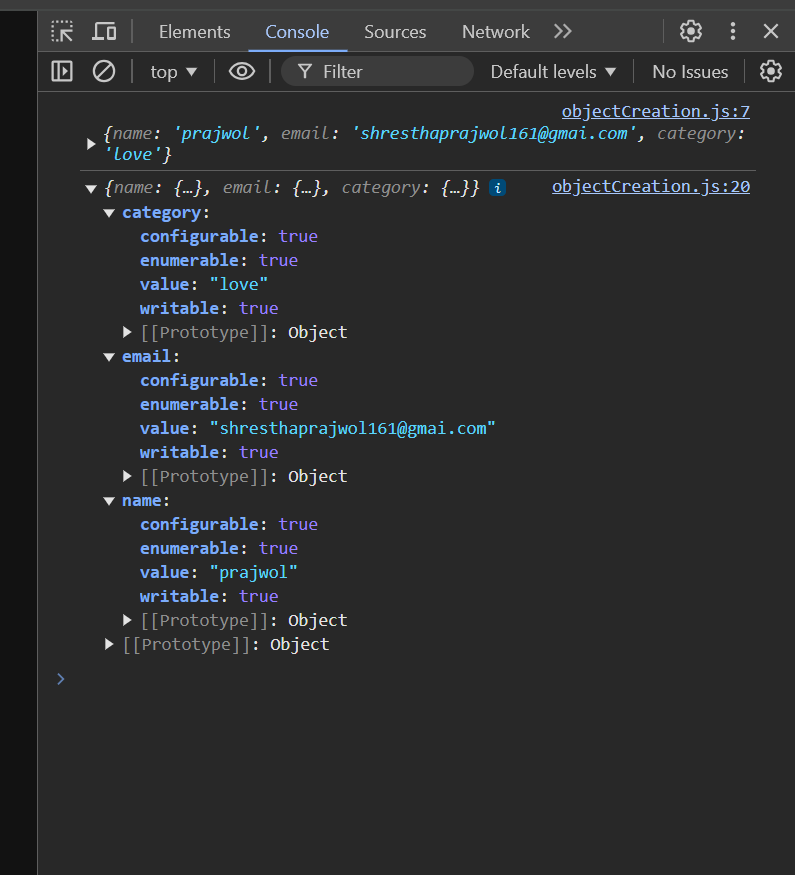 Elements Console Sources Network
top Filter Default levels No Issues
objectCreation.js:7
{name: 'prajwol', email: 'shresthaprajwol161@gmai.com', category:
'love'}
{name: {…}, email: {…}, category: {…}} i objectCreation.js:20
category:
configurable: true
enumerable: true
value: "love"
writable: true
[[Prototype]]: Object
email:
configurable: true
enumerable: true
value: "shresthaprajwol161@gmai.com"
writable: true
[[Prototype]]: Object
name:
configurable: true
enumerable: true
value: "prajwol"
writable: true
[[Prototype]]: Object
[[Prototype]]: Object